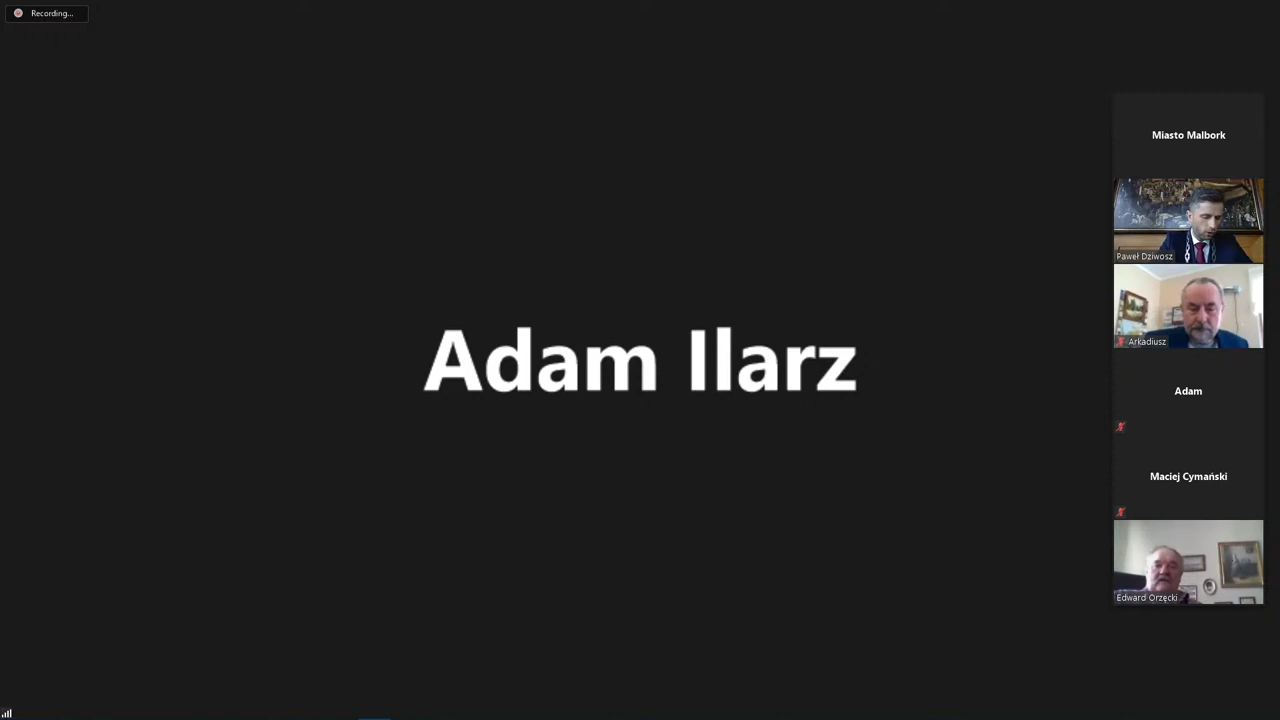 Recording...
Adam Ilarz
Miasto Malbork
Paweł Dziwosz
Arkadiusz
Adam
Maciej Cymański
Edward Orzęcki